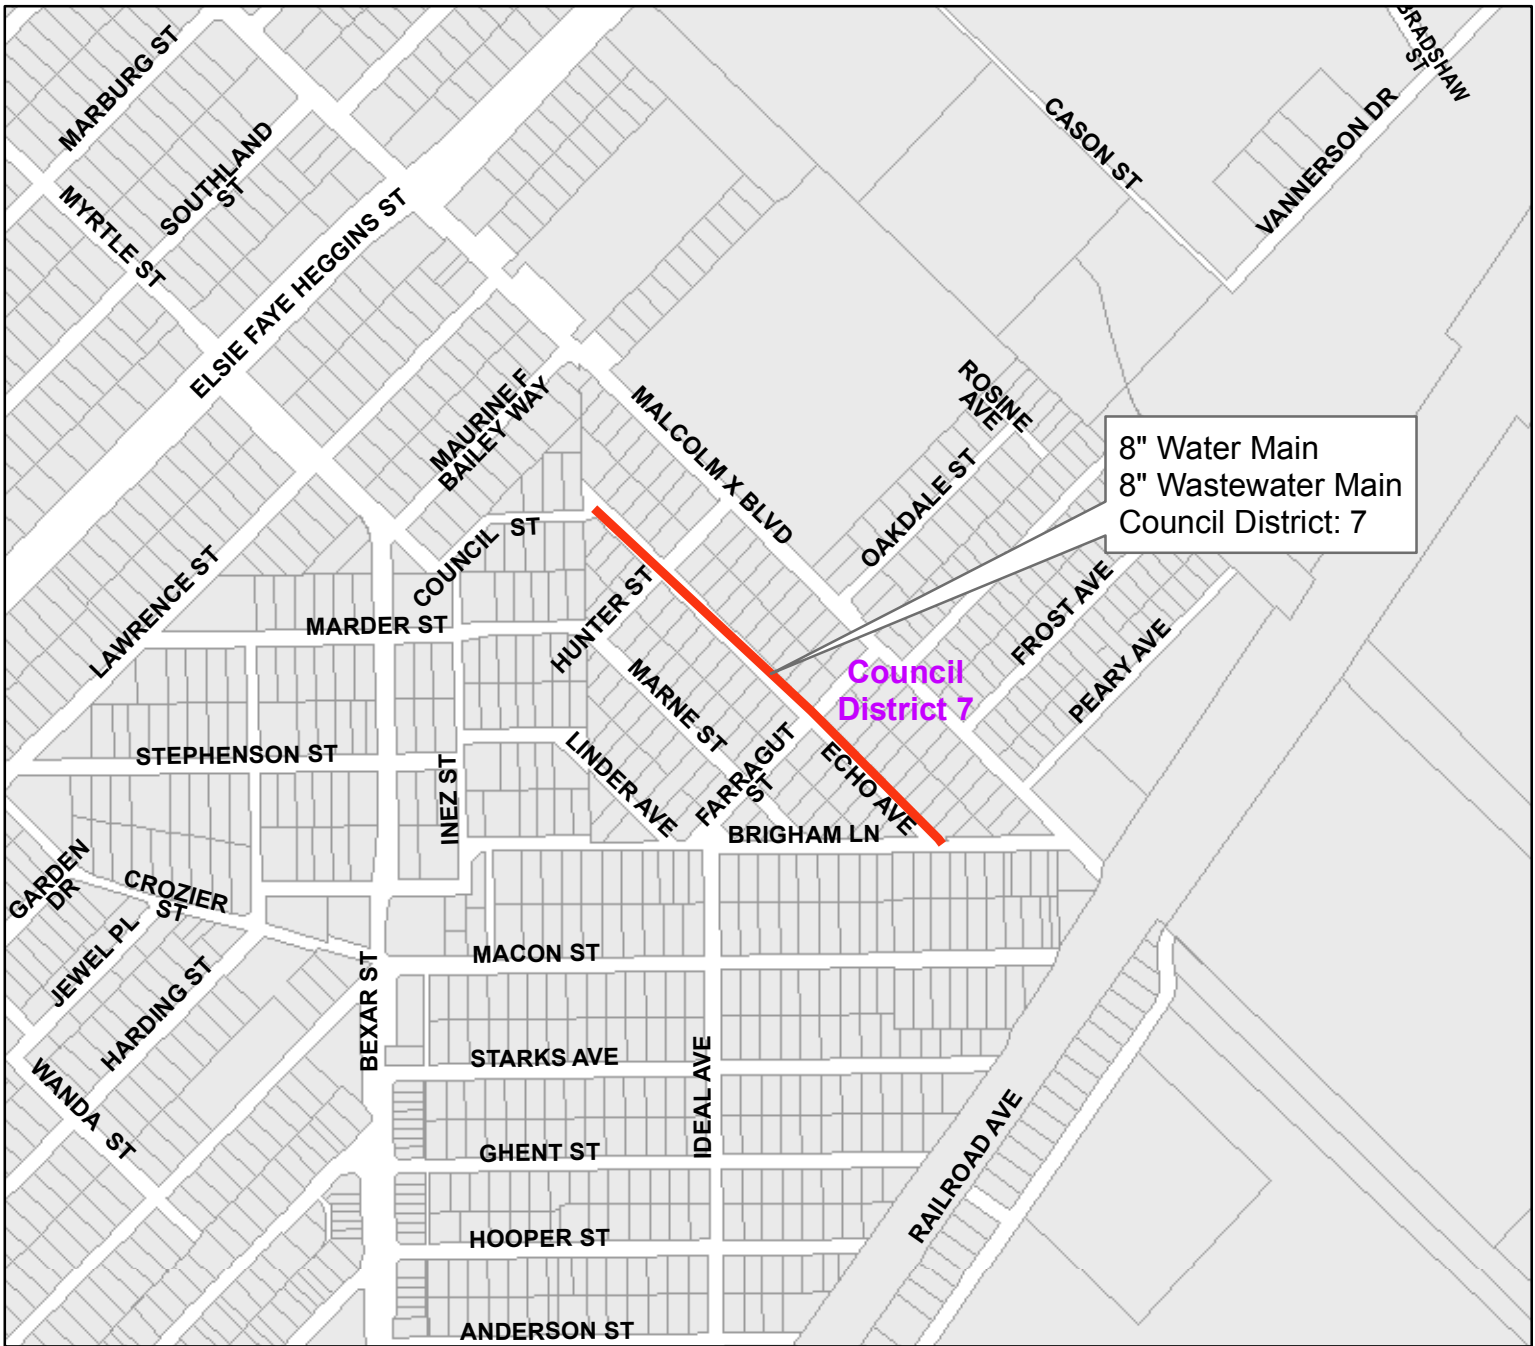 MARBURG ST
SOUTHLAND
ST
MYRTLE ST
ELSIE FAYE HEGGINS ST
BRADSHAW
ST
CASON ST
VANNERSON DR
MAURINE F
BAILEY WAY
MALCOLM X BLVD
ROSINE
AVE
OAKDALE ST
8" Water Main
8" Wastewater Main
Council District: 7
COUNCIL ST
LAWRENCE ST
MARDER ST
HUNTER ST
MARNE ST
Council
District 7
FROST AVE
PEARY AVE
STEPHENSON ST
INEZ ST
LINDER AVE
FARRAGUT
ST
ECHO AVE
BRIGHAM LN
GARDEN
DR
CROZIER
ST
JEWEL PL
HARDING ST
BEXAR ST
MACON ST
WANDA ST
STARKS AVE
IDEAL AVE
GHENT ST
RAILROAD AVE
HOOPER ST
ANDERSON ST